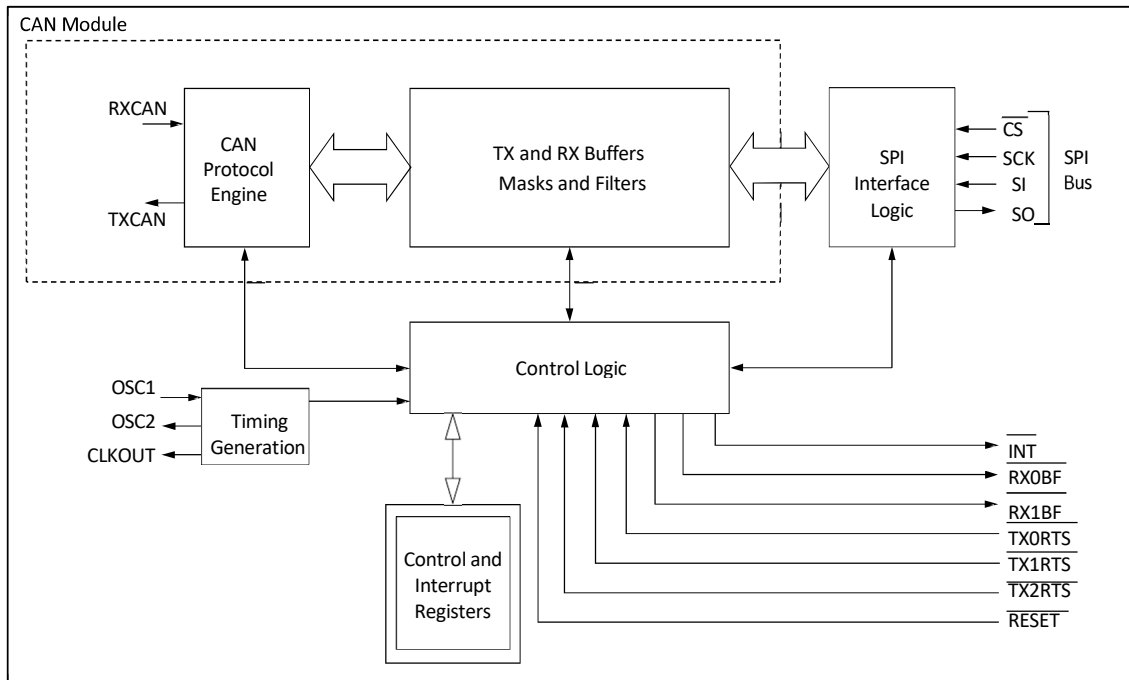 CAN Module
RXCAN
TXCAN
CAN
Protocol
Engine
TX and RX Buffers
Masks and Filters
SPI
Interface
Logic
CS
SCK
SI
SO
SPI
Bus
Control Logic
OSC1
OSC2
CLKOUT
Timing
Generation
Control and
Interrupt
Registers
INT
RX0BF
RX1BF
TX0RTS
TX1RTS
TX2RTS
RESET